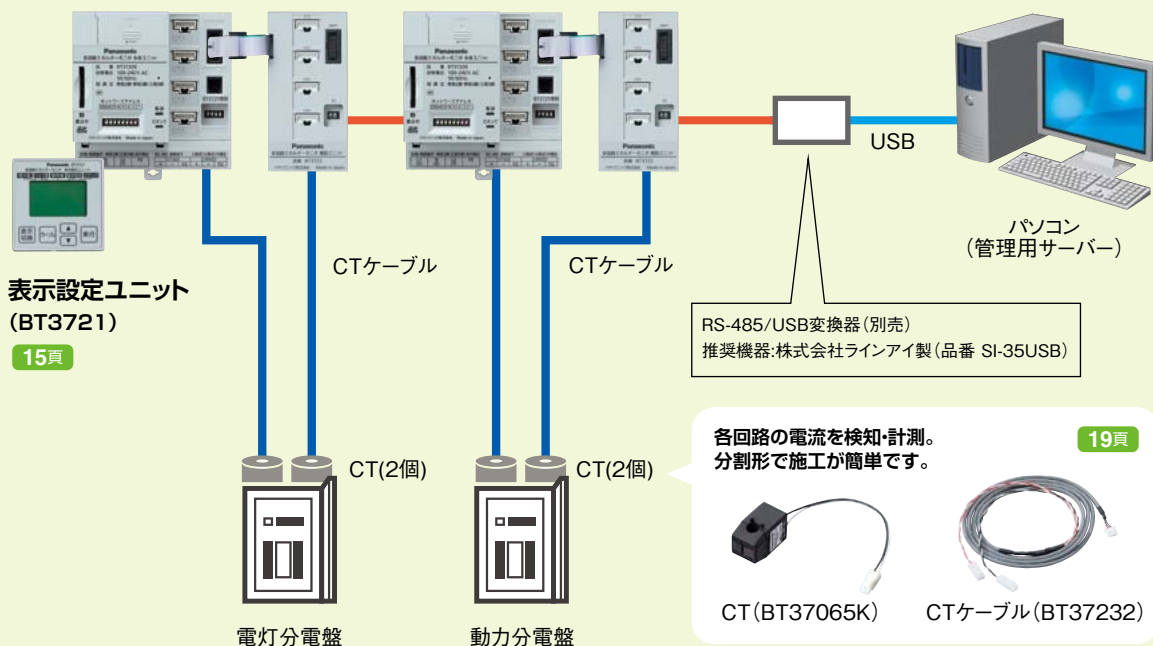 Panasonic
Panasonic
Panasonic
Panasonic
USB
パソコン
(管理用サーバー)
CTケーブル
CTケーブル
表示設定ユニット
(BT3721)
15頁
RS-485/USB変換器(別売)
推奨機器:株式会社ラインアイ製(品番 SI-35USB)
各回路の電流を検知・計測。
分割形で施工が簡単です。
19頁
CT(2個)
CT(2個)
CT(BT37065K)
CTケーブル(BT37232)
電灯分電盤
動力分電盤